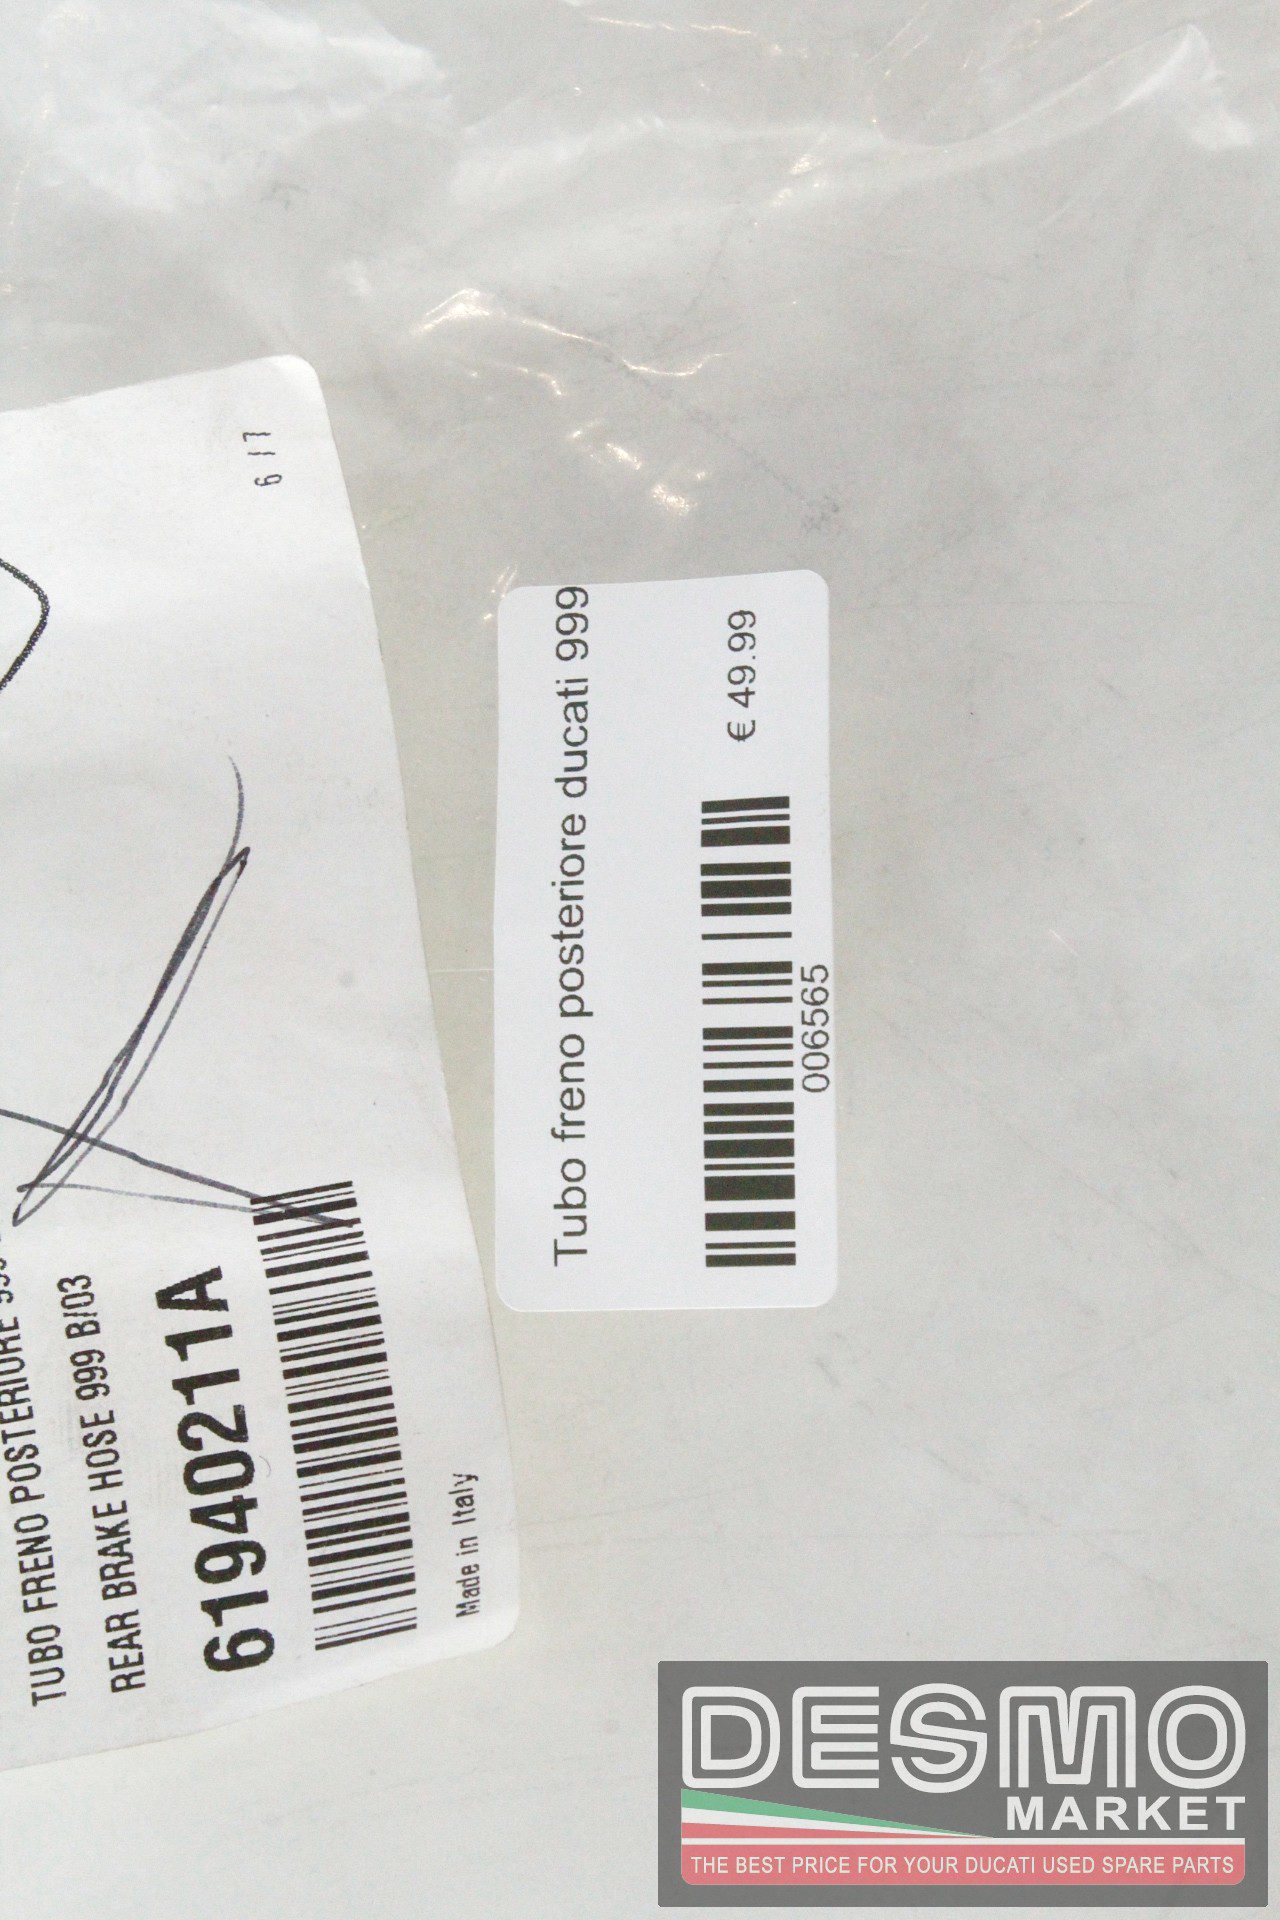 6 17
TUBO FRENO POSTERIORE
REAR BRAKE HOSE 999 B/03
61940211A
Made in Italy
Tubo freno posteriore ducati 999
€ 49.99
006565
DESMO
MARKET
THE BEST PRICE FOR YOUR DUCATI USED SPARE PARTS